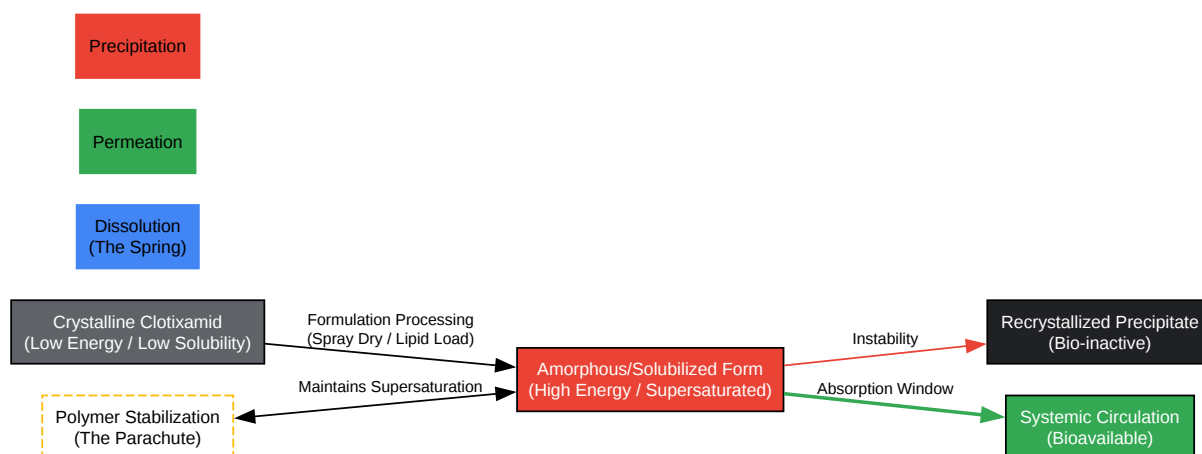 Precipitation
Permeation
Dissolution
(The Spring)
Crystalline Clotixamid
(Low Energy / Low Solubility)
Formulation Processing
(Spray Dry / Lipid Load)
Maintains Supersaturation
Polymer Stabilization
(The Parachute)
Amorphous/Solubilized Form
(High Energy / Supersaturated)
Instability
Absorption Window
Recrystallized Precipitate
(Bio-inactive)
Systemic Circulation
(Bioavailable)